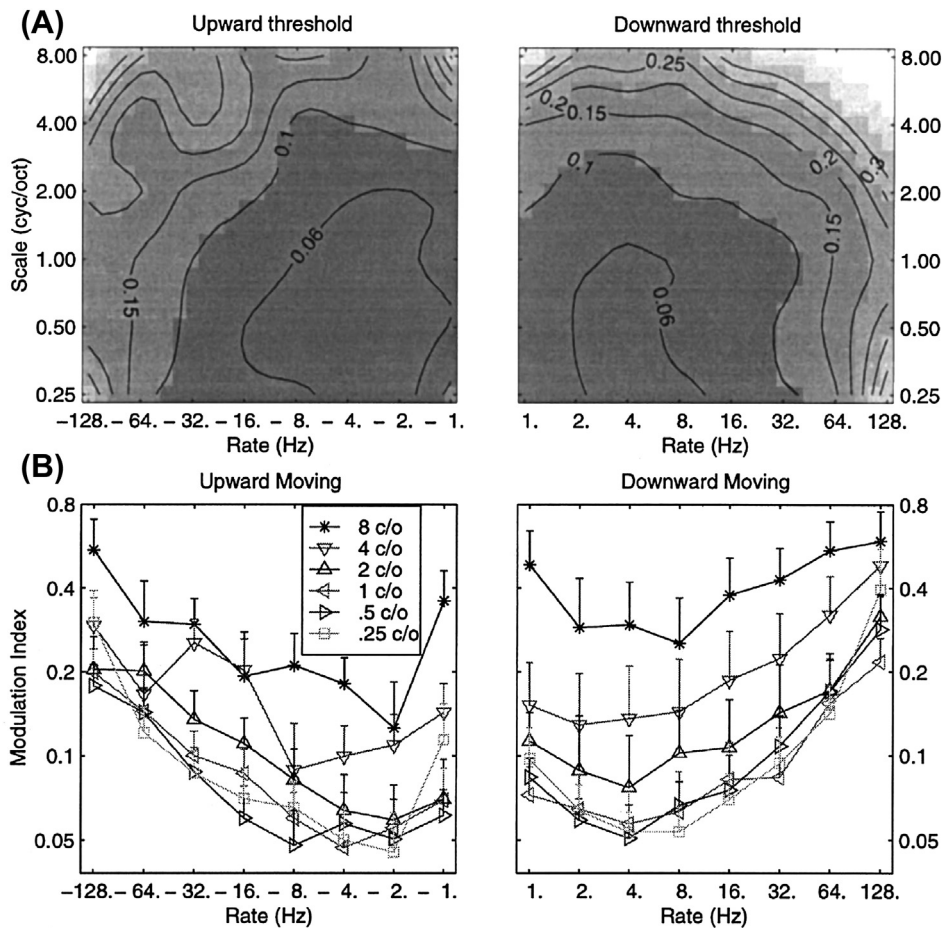 (A)
Upward threshold
Downward threshold
8.00
4.00
2.00
1.00
0.50
0.25
Scale (cyc/oct)
0.1
0.06
0.15
0.25
0.2
0.15
0.1
0.2
0.3
0.15
0.06
8.00
4.00
2.00
1.00
0.50
0.25
-128. - 64. - 32. - 16. - 8. - 4. - 2. - 1.
Rate (Hz)
1. 2. 4. 8. 16. 32. 64. 128.
Rate (Hz)
(B)
Upward Moving
Downward Moving
0.8
0.4
0.2
0.1
0.05
Modulation Index
8 c/o
4 c/o
2 c/o
1 c/o
.5 c/o
.25 c/o
0.8
0.4
0.2
0.1
0.05
-128. - 64. - 32. - 16. - 8. - 4. - 2. - 1.
Rate (Hz)
1. 2. 4. 8. 16. 32. 64. 128.
Rate (Hz)